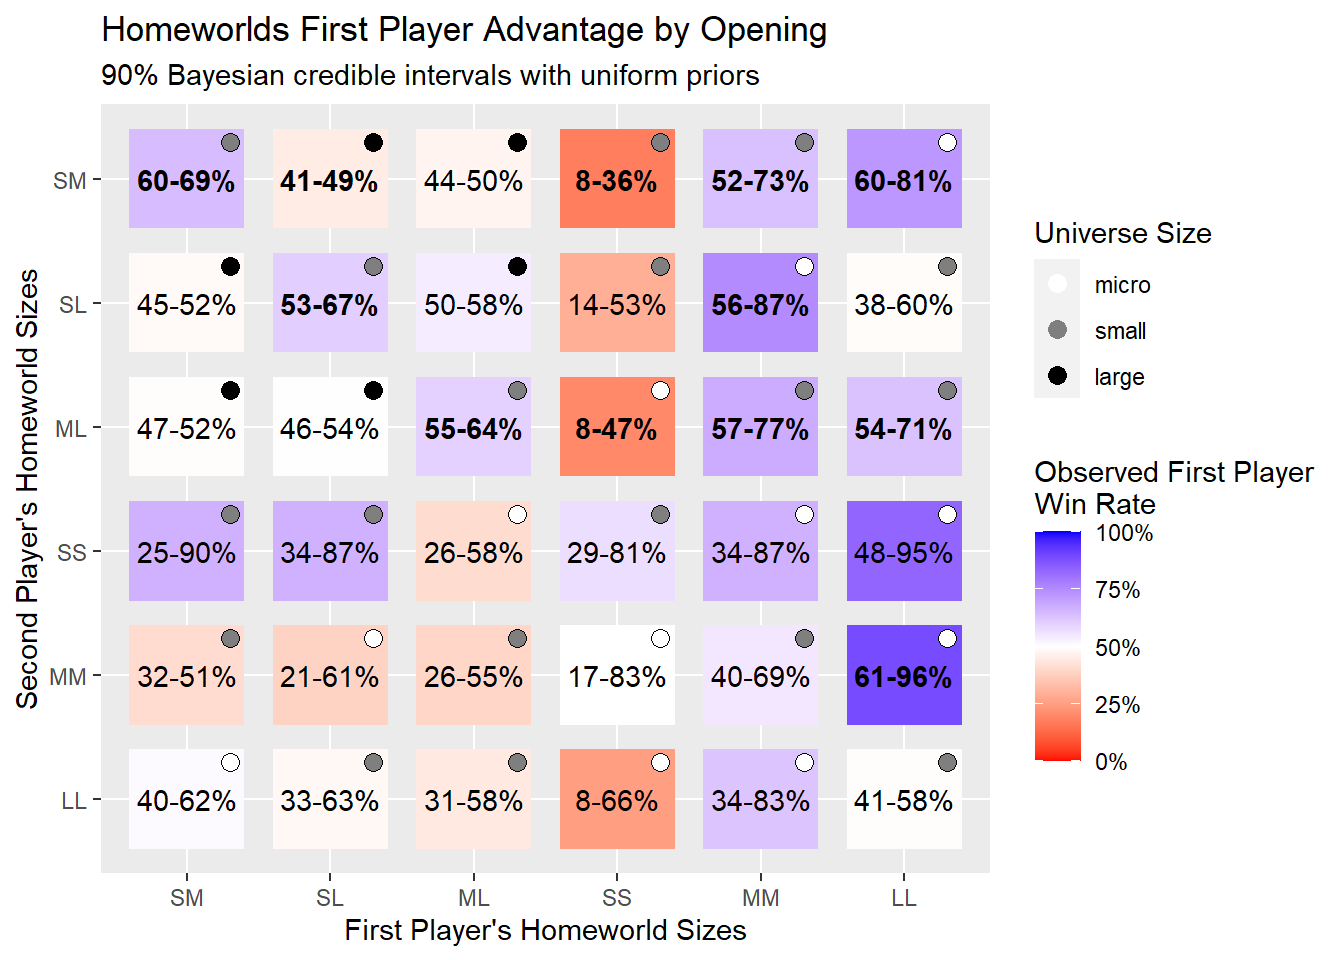 Homeworlds First Player Advantage by Opening
90% Bayesian credible intervals with uniform priors
Second Player's Homeworld Sizes
SM 60-69% 41-49% 44-50% 8-36% 52-73% 60-81%
SL 45-52% 53-67% 50-58% 14-53% 56-87% 38-60%
ML 47-52% 46-54% 55-64% 8-47% 57-77% 54-71%
SS 25-90% 34-87% 26-58% 29-81% 34-87% 48-95%
MM 32-51% 21-61% 26-55% 17-83% 40-69% 61-96%
LL 40-62% 33-63% 31-58% 8-66% 34-83% 41-58%
SM SL ML SS MM LL
First Player's Homeworld Sizes
Universe Size
micro
small
large
Observed First Player
Win Rate
100%
75%
50%
25%
0%